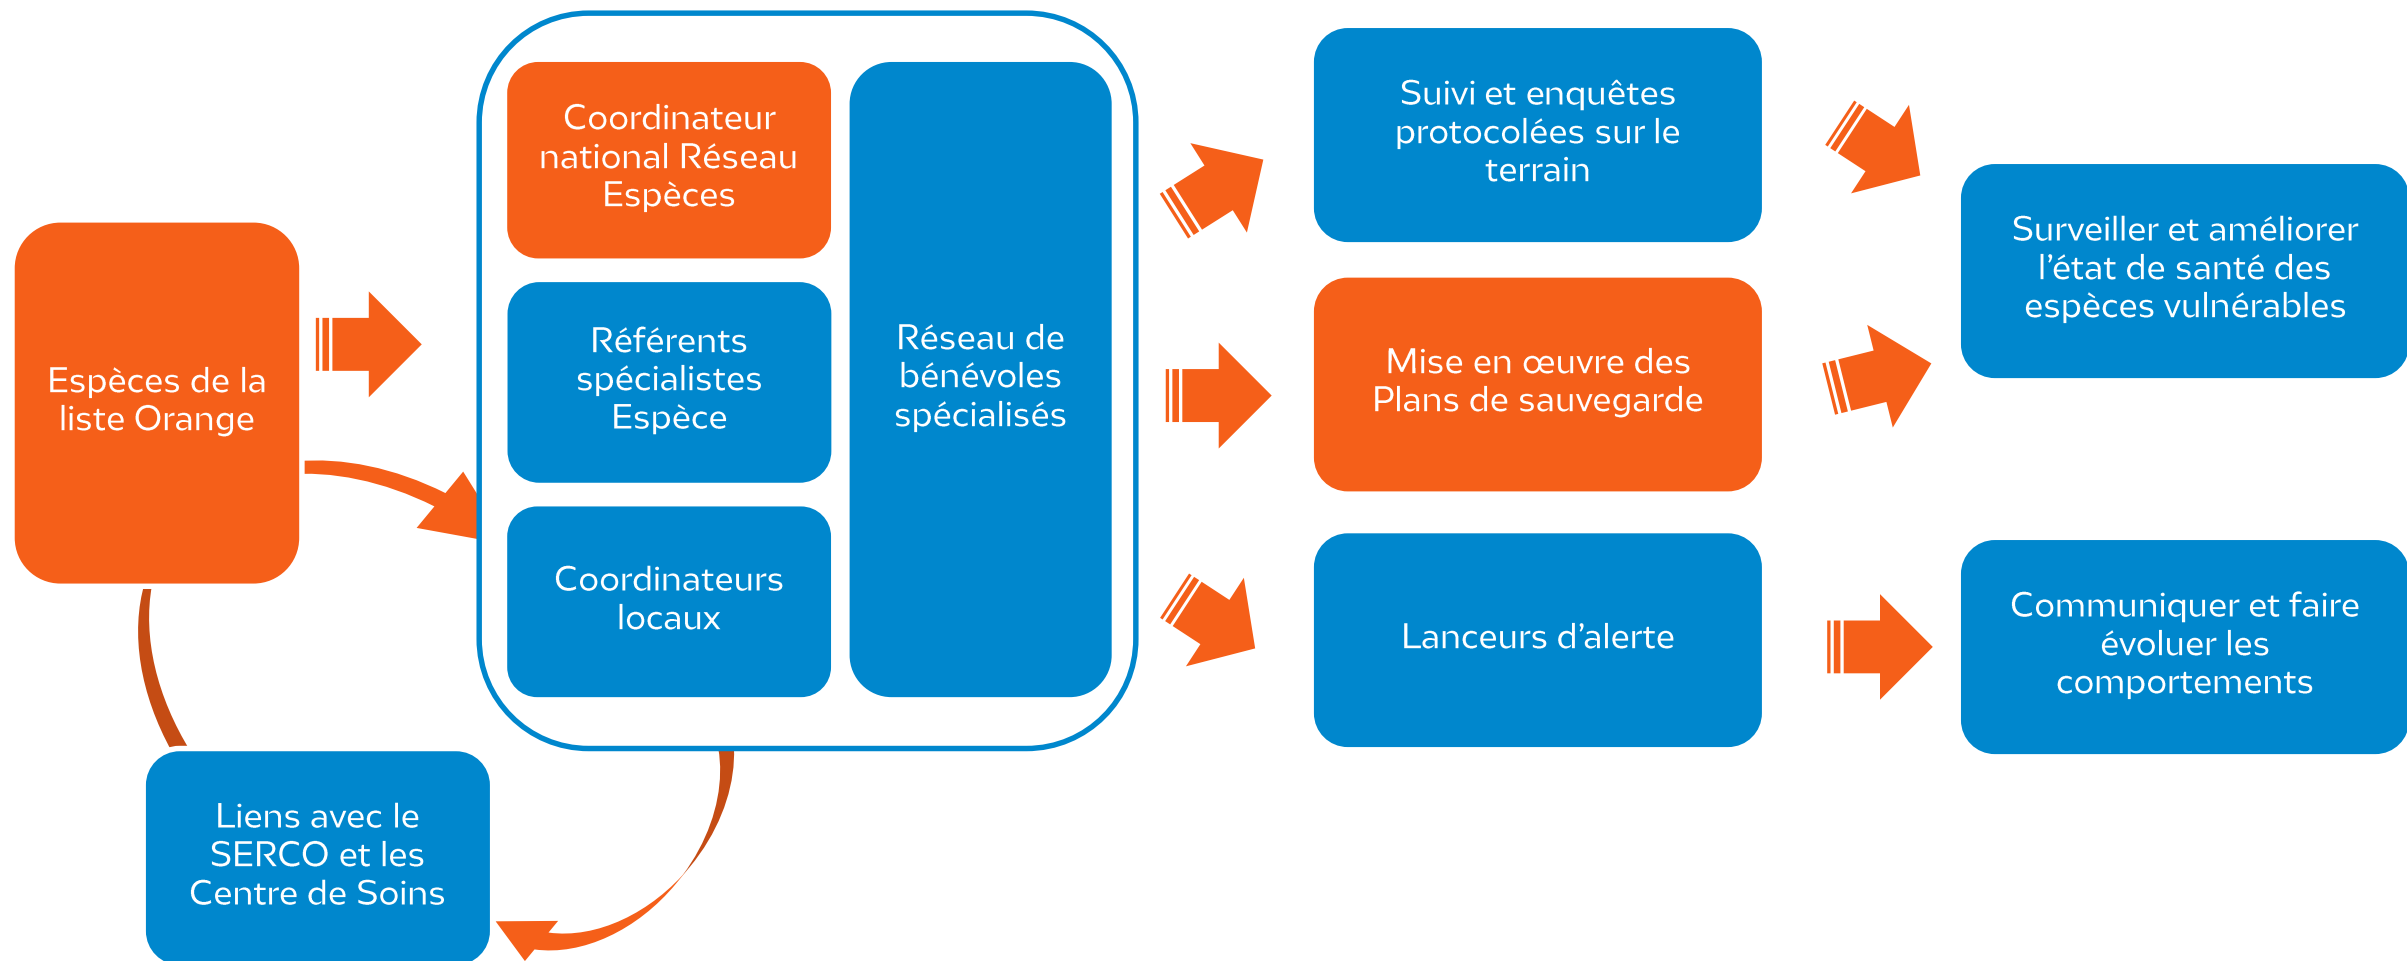 Espèces de la
liste Orange
Coordinateur
national Réseau
Espèces
Référents
spécialistes
Espèce
Coordinateurs
locaux
Réseau de
bénévoles
spécialisés
Liens avec le
SERCO et les
Centre de Soins
Suivi et enquêtes
protocolées sur le
terrain
Mise en œuvre des
Plans de sauvegarde
Lanceurs d’alerte
Surveiller et améliorer
l’état de santé des
espèces vulnérables
Communiquer et faire
évoluer les
comportements